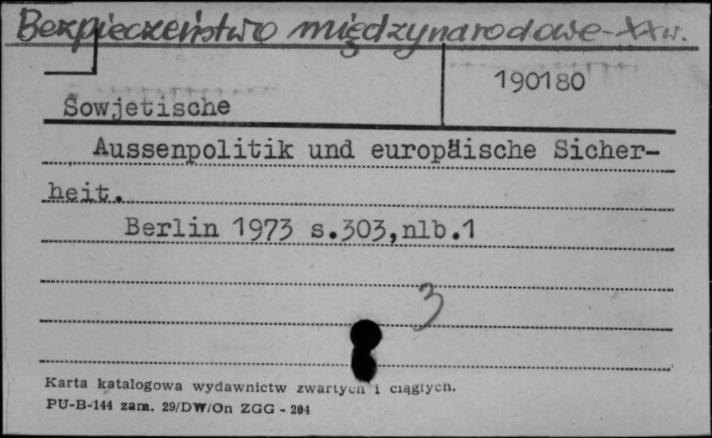 Bezpieczeństwo międzynarodowe-XXw.
190180
Sowjetische
Aussenpolitik und europäische Sicher-
heit.
Berlin 1973 s.303,nlb.1
3
Karta katalogowa wydawnictw zwartych i ciągłych.
PU-B-144 zam. 29/DW/On ZGG - 204